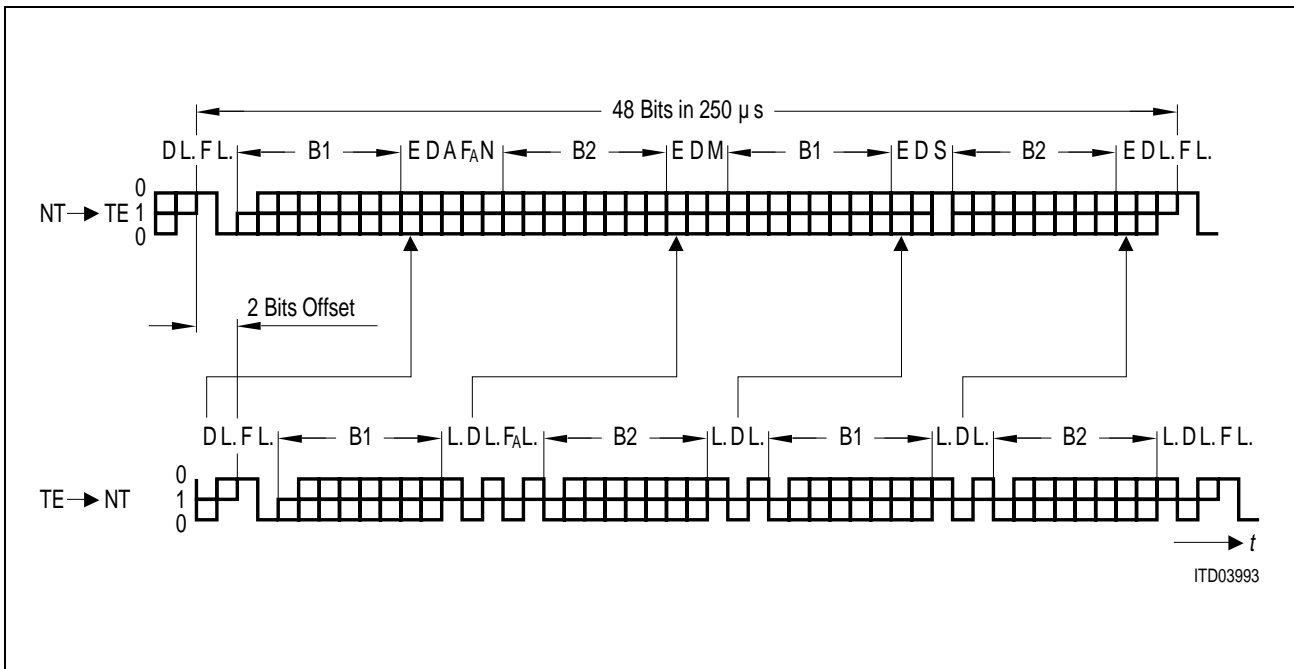 48 Bits in 250 µs
D L. F L. B1 E D A FA N B2 E D M B1 E D S B2 E D L. F L.
0
NT TE 1
0
2 Bits Offset
D L. F L. B1 L. D L. FA L. B2 L. D L. B1 L. D L. B2 L. D L. F L.
0
TE NT 1
0
t
ITD03993